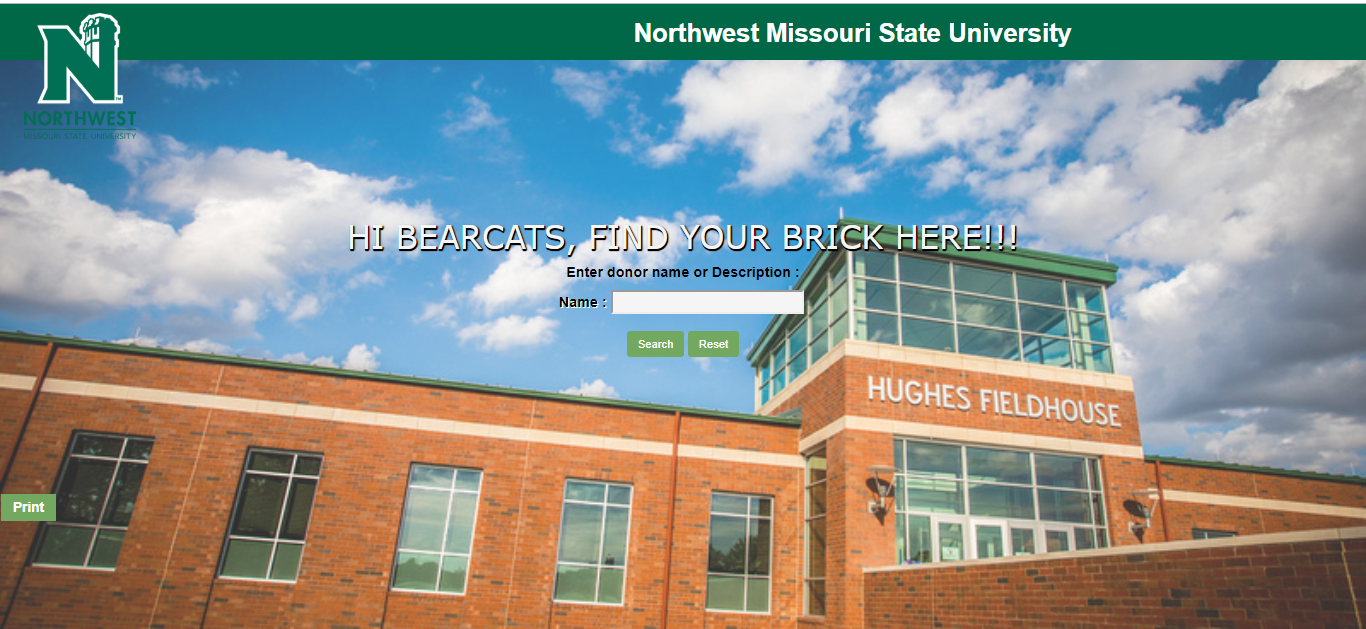 Northwest Missouri State University
N
NORTHWEST
MISSOURI STATE UNIVERSITY
HI BEARCATS, FIND YOUR BRICK HERE!!!
Enter donor name or Description :
Name :
Search Reset
HUGHES FIELDHOUSE
Print